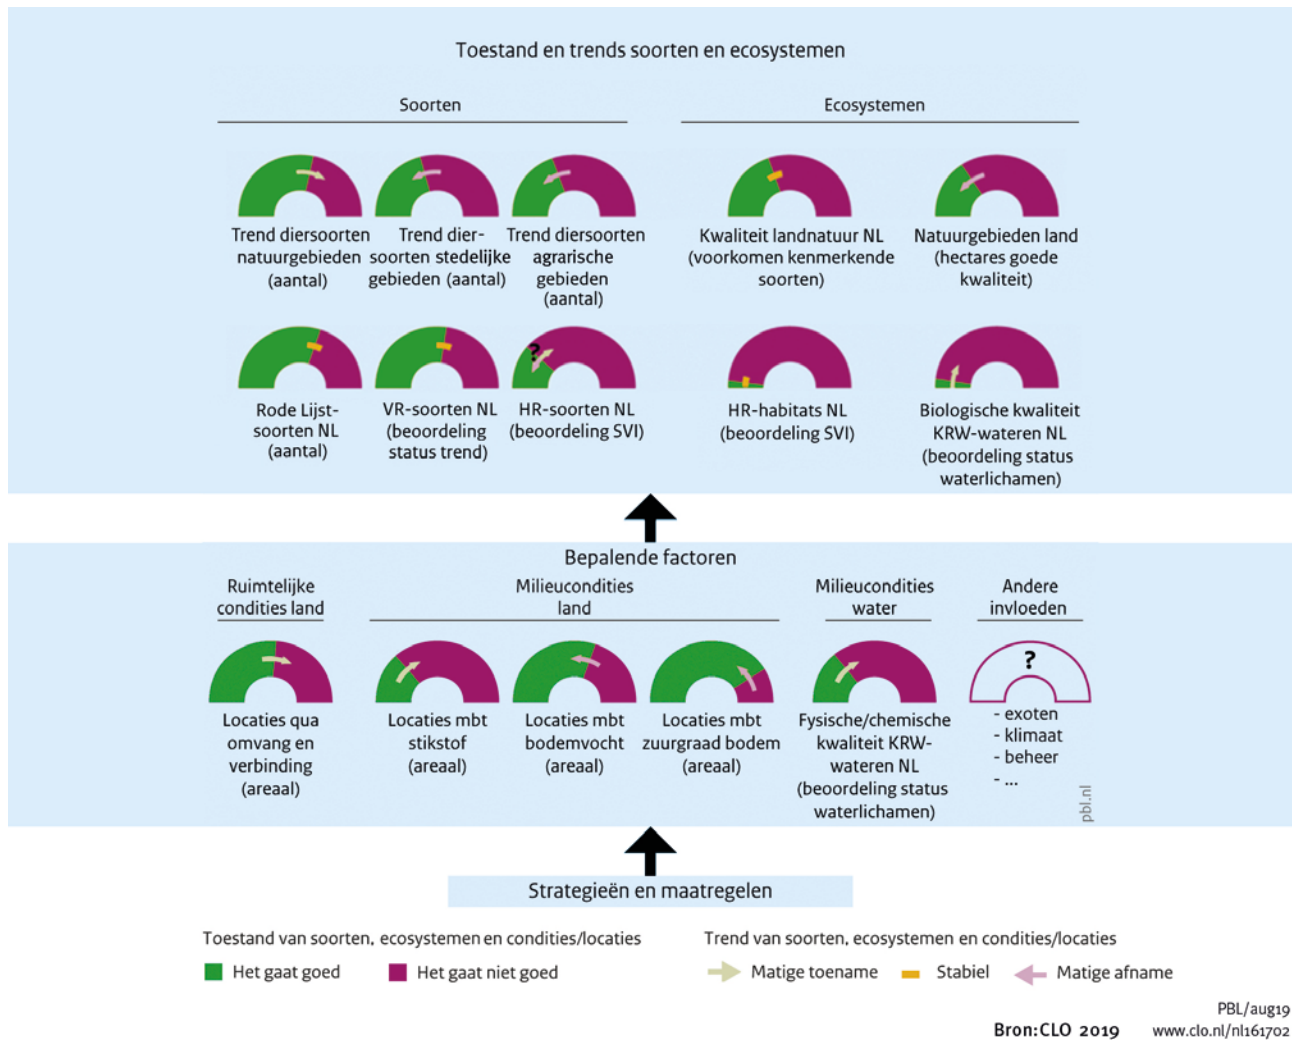 Toestand en trends soorten en ecosystemen
Soorten
Ecosystemen
Trend diersoorten
natuurgebieden
(aantal)
Trend dier-
soorten stedelijke
gebieden (aantal)
Trend diersoorten
agrarische
gebieden
(aantal)
Kwaliteit landnatuur NL
(voorkomen kenmerkende
soorten)
Natuurgebieden land
(hectares goede
kwaliteit)
?
Rode Lijst-
soorten NL
(aantal)
VR-soorten NL
(beoordeling
status trend)
HR-soorten NL
(beoordeling SVI)
HR-habitats NL
(beoordeling SVI)
Biologische kwaliteit
KRW-wateren NL
(beoordeling status
waterlichamen)
Bepalende factoren
Ruimtelijke
condities land
Milieucondities
land
Milieucondities
water
Andere
invloeden
?
Locaties qua
omvang en
verbinding
(areaal)
Locaties mbt
stikstof
(areaal)
Locaties mbt
bodemvocht
(areaal)
Locaties mbt
zuurgraad bodem
(areaal)
Fysische/chemische
kwaliteit KRW-
wateren NL
(beoordeling status
waterlichamen)
- exoten
- klimaat
- beheer
- ...
pbl.nl
Strategieën en maatregelen
Toestand van soorten, ecosystemen en condities/locaties
Het gaat goed
Het gaat niet goed
Trend van soorten, ecosystemen en condities/locaties
Matige toename
Stabiel
Matige afname
PBL/aug19
Bron:CLO 2019 www.clo.nl/nl161702